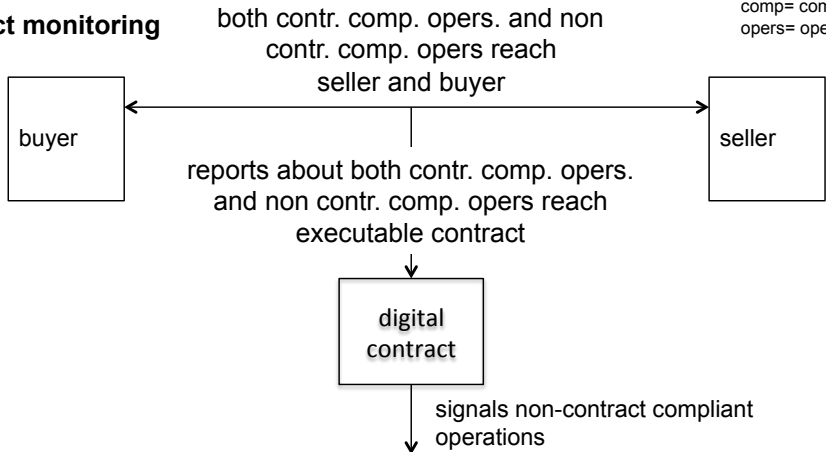 ct monitoring
both contr. comp. opers. and non
contr. comp. opers reach
seller and buyer
comp= com
opers= ope
buyer
seller
reports about both contr. comp. opers.
and non contr. comp. opers reach
executable contract
digital
contract
signals non-contract compliant
operations